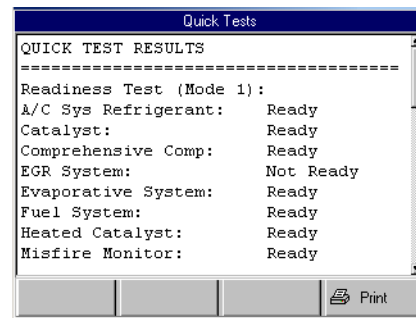 Quick Tests
QUICK TEST RESULTS
========================================
Readiness Test (Mode 1):
A/C Sys Refrigerant: Ready
Catalyst: Ready
Comprehensive Comp: Ready
EGR System: Not Ready
Evaporative System: Ready
Fuel System: Ready
Heated Catalyst: Ready
Misfire Monitor: Ready
Print